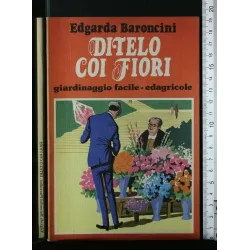 Edgarda Baroncini
DITELO
COI FIORI
giardinaggio facile - edagricole